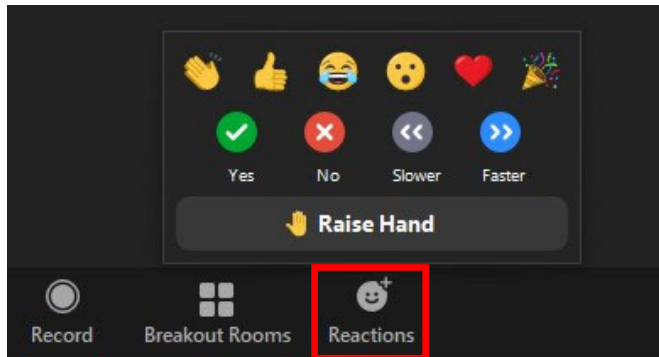 Yes No Slower Faster
Raise Hand
Record Breakout Rooms Reactions